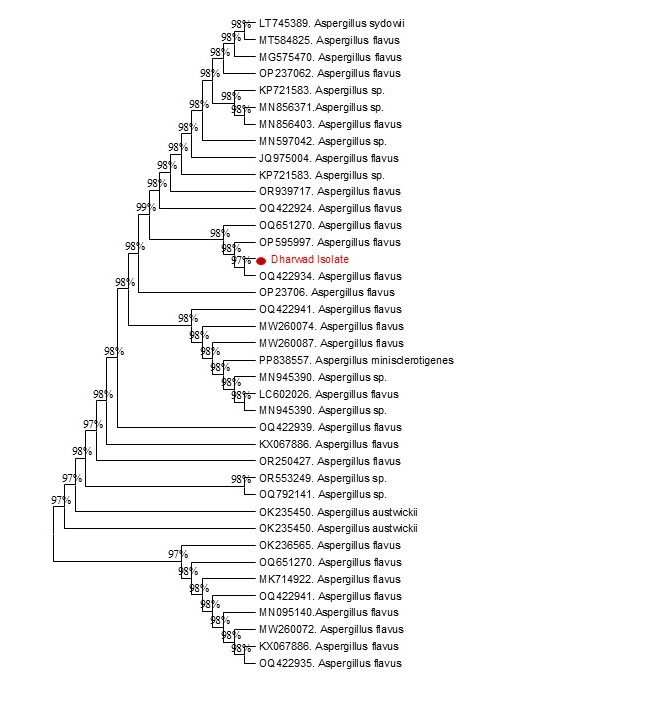 98% LT745389. Aspergillus sydowii
98% MT584825. Aspergillus flavus
98% MG575470. Aspergillus flavus
98% OP237062. Aspergillus flavus
98% KP721583. Aspergillus sp.
98% MN856371.Aspergillus sp.
98% MN856403. Aspergillus flavus
98% MN597042. Aspergillus sp.
98% JQ975004. Aspergillus flavus
98% KP721583. Aspergillus sp.
98% OR939717. Aspergillus flavus
99% OQ422924. Aspergillus flavus
98% OQ651270. Aspergillus flavus
98% OP595997. Aspergillus flavus
98% 97% Dharwad Isolate
OQ422934. Aspergillus flavus
98% OP23706. Aspergillus flavus
98% OQ422941. Aspergillus flavus
98% MW260074. Aspergillus flavus
98% 98% MW260087. Aspergillus flavus
98% PP838557. Aspergillus minisclerotigenes
98% MN945390. Aspergillus sp.
98% 98% LC602026. Aspergillus flavus
MN945390. Aspergillus sp.
97% OQ422939. Aspergillus flavus
98% KX067886. Aspergillus flavus
OR250427. Aspergillus flavus
97% 98% OR553249. Aspergillus sp.
97% OQ792141. Aspergillus sp.
OK235450. Aspergillus austwickii
OK235450. Aspergillus austwickii
97% OK236565. Aspergillus flavus
98% OQ651270. Aspergillus flavus
98% MK714922. Aspergillus flavus
98% OQ422941. Aspergillus flavus
98% MN095140.Aspergillus flavus
98% MW260072. Aspergillus flavus
98% KX067886. Aspergillus flavus
OQ422935. Aspergillus flavus